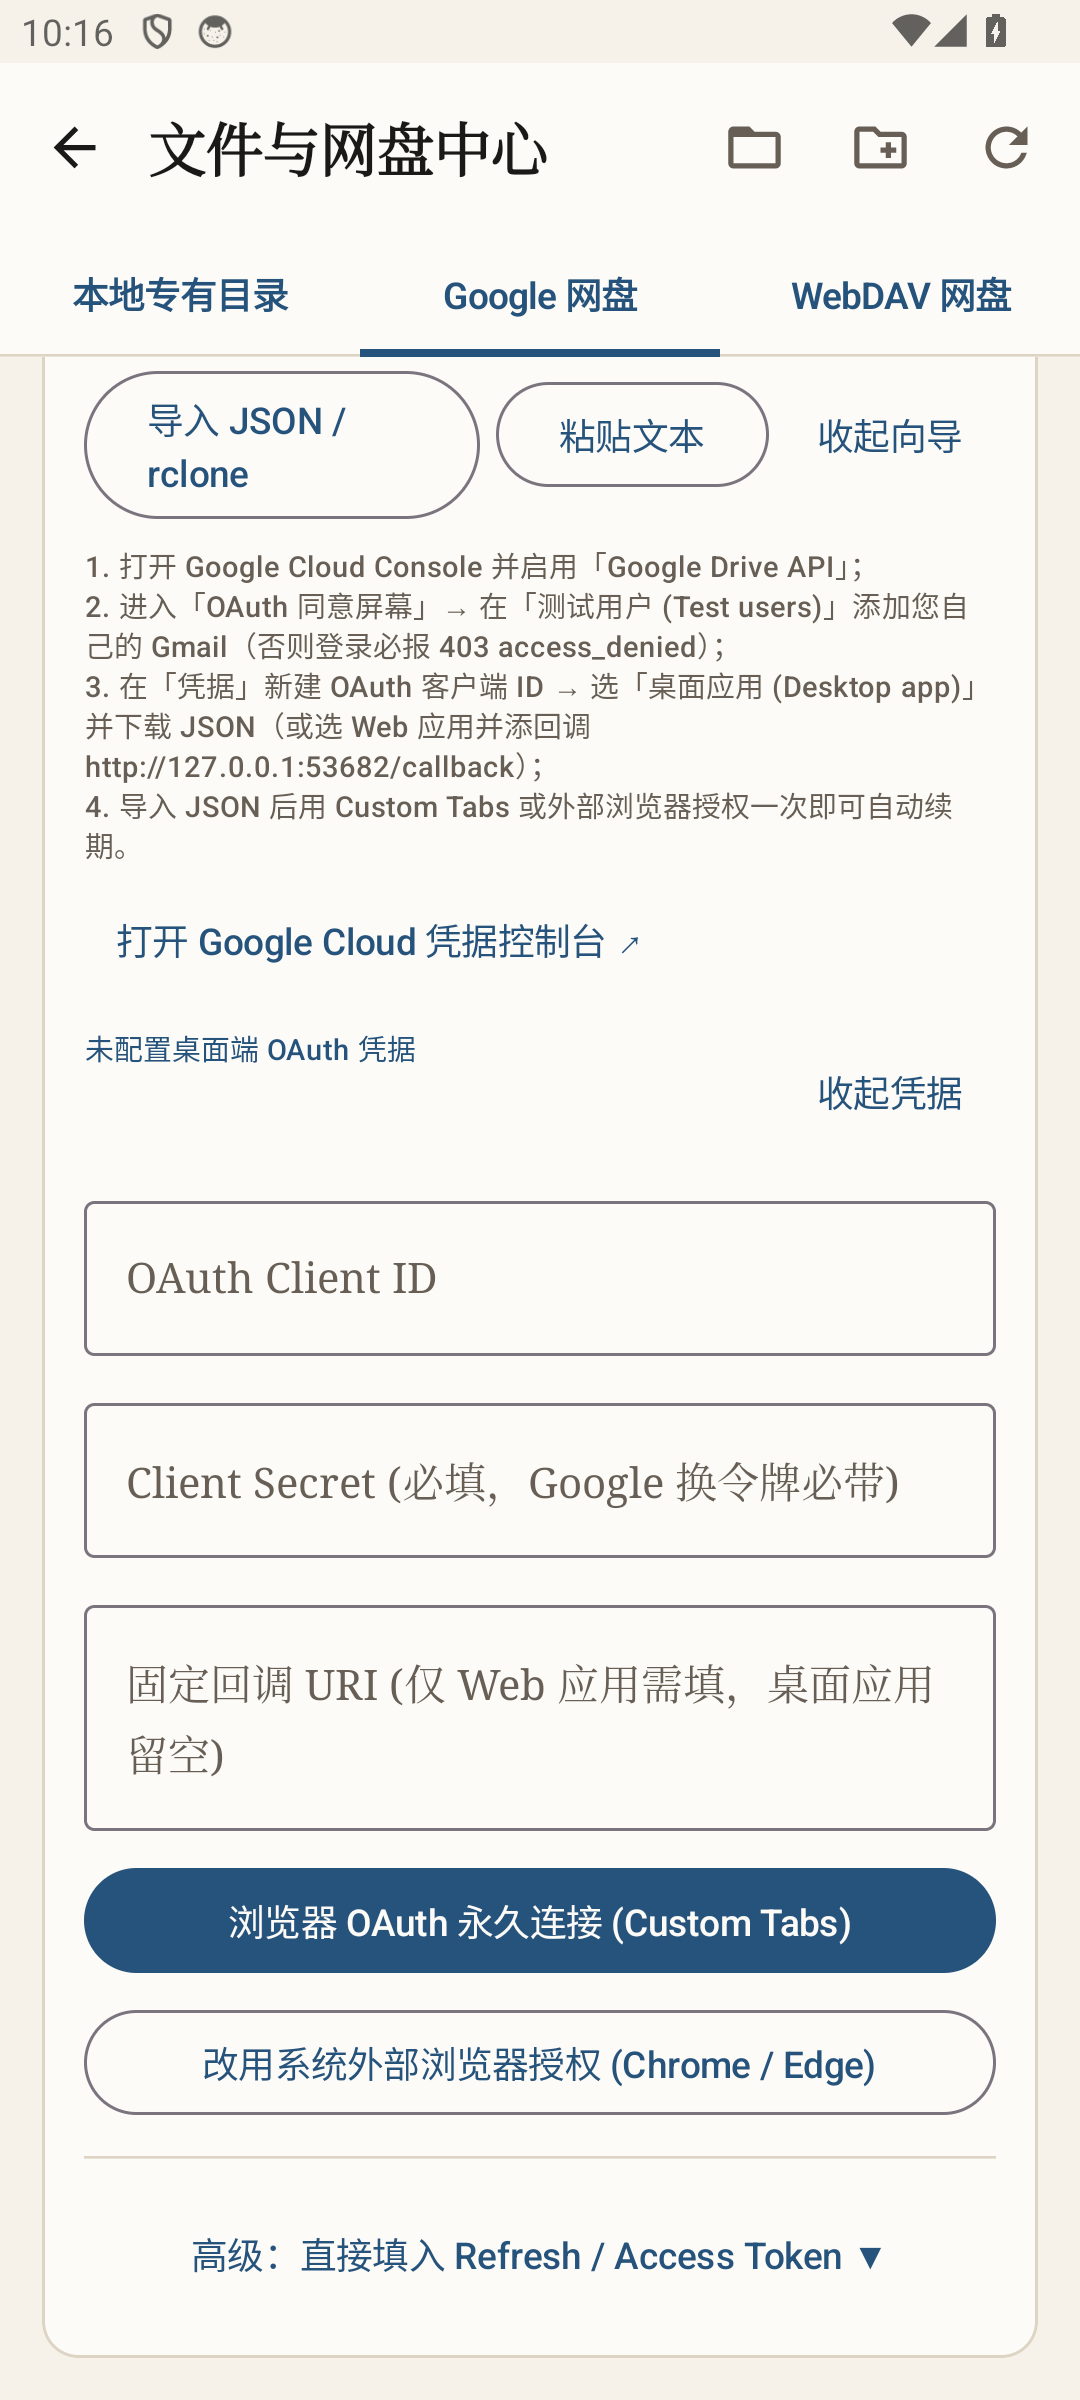 10:16
文件与网盘中心
本地专有目录
Google 网盘
WebDAV 网盘
导入 JSON /
rclone
粘贴文本
收起向导
1. 打开 Google Cloud Console 并启用「Google Drive API」；
2. 进入「OAuth 同意屏幕」 → 在「测试用户 (Test users)」添加您自
己的 Gmail（否则登录必报 403 access_denied）；
3. 在「凭据」新建 OAuth 客户端 ID → 选「桌面应用 (Desktop app)」
并下载 JSON（或选 Web 应用并添回调
http://127.0.0.1:53682/callback）；
4. 导入 JSON 后用 Custom Tabs 或外部浏览器授权一次即可自动续
期。
打开 Google Cloud 凭据控制台 ↗
未配置桌面端 OAuth 凭据
收起凭据
OAuth Client ID
Client Secret (必填，Google 换令牌必带)
固定回调 URI (仅 Web 应用需填，桌面应用
留空)
浏览器 OAuth 永久连接 (Custom Tabs)
改用系统外部浏览器授权 (Chrome / Edge)
高级：直接填入 Refresh / Access Token ▼